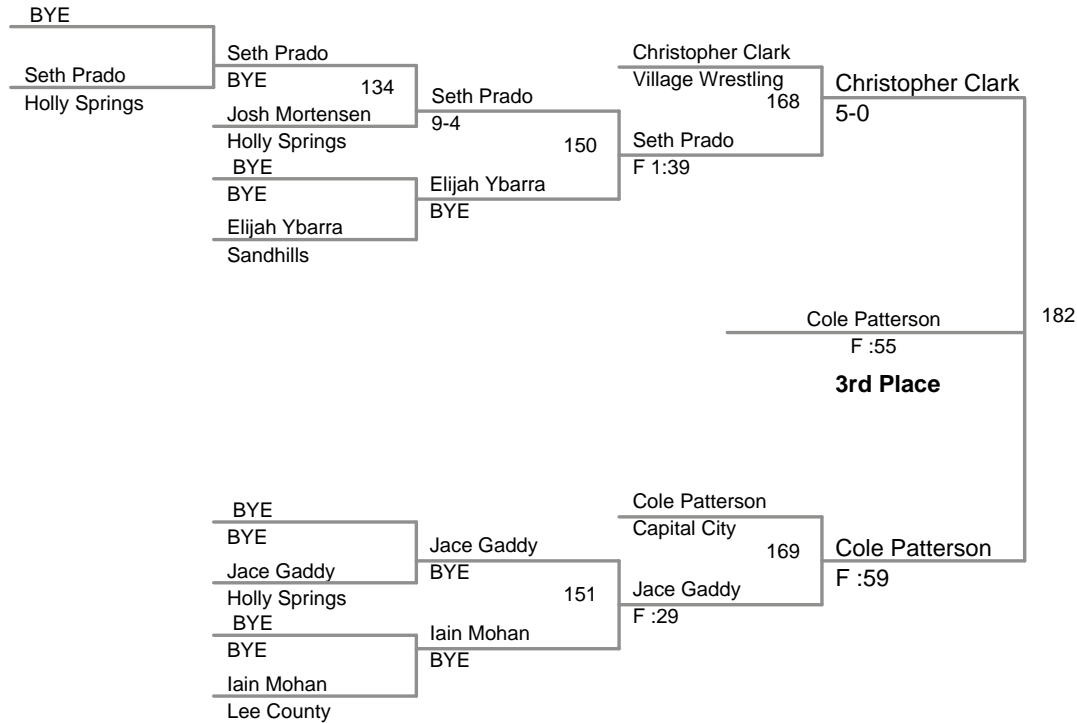 BYE
Seth Prado
Holly Springs
Seth Prado
BYE
134
Josh Mortensen
Holly Springs
BYE
BYE
Elijah Ybarra
Sandhills
Seth Prado
9-4
150
Elijah Ybarra
BYE
Christopher Clark
Village Wrestling
168
Seth Prado
F 1:39
Christopher Clark
5-0
Cole Patterson
F :55
3rd Place
182
BYE
BYE
Jace Gaddy
Holly Springs
BYE
BYE
Iain Mohan
Lee County
Jace Gaddy
BYE
151
Iain Mohan
BYE
Cole Patterson
Capital City
169
Jace Gaddy
F :29
Cole Patterson
F :59